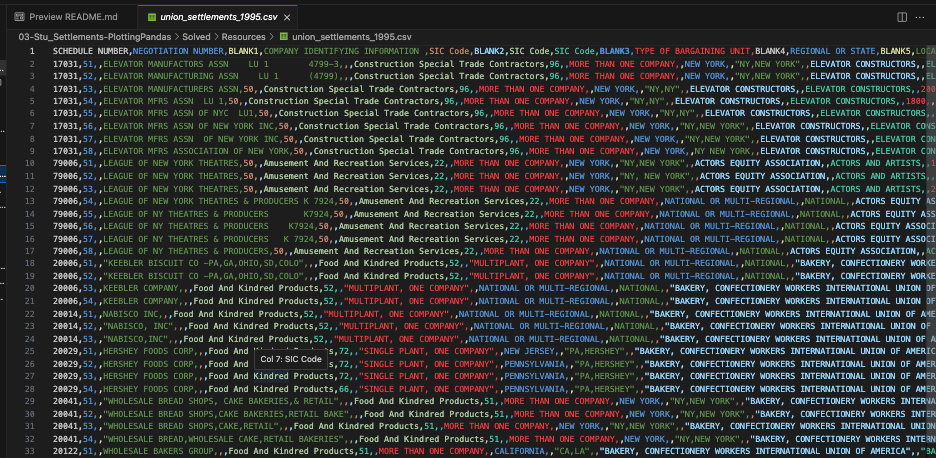 Preview README.md
union_settlements_1995.csv ×
03-Stu_Settlements-PlottingPandas > Solved > Resources > union_settlements_1995.csv
1 SCHEDULE NUMBER,NEGOTIATION NUMBER,BLANK1,COMPANY IDENTIFYING INFORMATION ,SIC Code,BLANK2,SIC Code,SIC Code,BLANK3,TYPE OF BARGAINING UNIT,BLANK4,REGIONAL OR STATE,BLANK5,LOCA
2 17031,51,,ELEVATOR MANUFACTORS ASSN LU 1 4799-3,,,Construction Special Trade Contractors,96,,MORE THAN ONE COMPANY,,NEW YORK,,"NY,NEW YORK",,ELEVATOR CONSTRUCTORS,,EL
3 17031,52,,ELEVATOR MANUFACTURING ASSN LU 1 (4799),,,Construction Special Trade Contractors,96,,MORE THAN ONE COMPANY,,NEW YORK,,"NY,NEW YORK",,ELEVATOR CONSTRUCTORS,,E
4 17031,53,,ELEVATOR MANUFACTURERS ASSN,50,,Construction Special Trade Contractors,96,,MORE THAN ONE COMPANY,,NEW YORK,,"NY,NY",,ELEVATOR CONSTRUCTORS,,ELEVATOR CONSTRUCTORS,,200
5 17031,54,,ELEVATOR MFRS ASSN LU 1,50,,Construction Special Trade Contractors,96,,MORE THAN ONE COMPANY,,NEW YORK,,"NY,NY",,ELEVATOR CONSTRUCTORS,,ELEVATOR CONSTRUCTORS,,1800,
6 17031,55,,ELEVATOR MFRS ASSN OF NYC LU1,50,,Construction Special Trade Contractors,96,,MORE THAN ONE COMPANY,,NEW YORK,,"NY,NY",,ELEVATOR CONSTRUCTORS,,ELEVATOR CONSTRUCTORS
7 17031,56,,ELEVATOR MFRS ASSN OF NEW YORK INC,50,,Construction Special Trade Contractors,96,,MORE THAN ONE COMPANY,,NEW YORK,,"NY,NEW YORK",,ELEVATOR CONSTRUCTORS,,ELEVATOR CONS
8 17031,57,,ELEVATOR MFRS ASSN OF NEW YORK INC,50,,Construction Special Trade Contractors,96,,MORE THAN ONE COMPANY,,NEW YORK,,"NY,NEW YORK",,ELEVATOR CONSTRUCTORS,,ELEVATOR CON
9 17031,58,,ELEVATOR MFRS ASSOCIATION OF NEW YORK,50,,Construction Special Trade Contractors,96,,MORE THAN ONE COMPANY,,NEW YORK,,"NY,NEW YORK",,ELEVATOR CONSTRUCTORS,,ELEVATOR
10 79006,51,,LEAGUE OF NEW YORK THEATRES,50,,Amusement And Recreation Services,22,,MORE THAN ONE COMPANY,,NEW YORK,,"NY,NEW YORK",,ACTORS EQUITY ASSOCIATION,,ACTORS AND ARTISTS,,1
11 79006,52,,LEAGUE OF NEW YORK THEATRES,50,,Amusement And Recreation Services,22,,MORE THAN ONE COMPANY,,NEW YORK,,"NY, NEW YORK",,ACTORS EQUITY ASSOCIATION,,ACTORS AND ARTISTS,,
12 79006,53,,LEAGUE OF NEW YORK THEATRES,50,,Amusement And Recreation Services,22,,MORE THAN ONE COMPANY,,NEW YORK,,"NY,NEW YORK",,ACTORS EQUITY ASSOCIATION,,ACTORS AND ARTISTS,,2
13 79006,54,,LEAGUE OF NEW YORK THEATRES & PRODUCERS K 7924,50,,Amusement And Recreation Services,22,,MORE THAN ONE COMPANY,,NATIONAL OR MULTI-REGIONAL,,NATIONAL,,ACTORS EQUITY AS
14 79006,55,,LEAGUE OF NY THEATRES & PRODUCERS K7924,50,,Amusement And Recreation Services,22,,MORE THAN ONE COMPANY,,NATIONAL OR MULTI-REGIONAL,,NATIONAL,,ACTORS EQUITY ASS
15 79006,56,,LEAGUE OF NY THEATRES & PRODUCERS K7924,50,,Amusement And Recreation Services,22,,MORE THAN ONE COMPANY,,NATIONAL OR MULTI-REGIONAL,,NATIONAL,,ACTORS EQUITY ASSOCI
16 79006,57,,LEAGUE OF NY THEATRES & PRODUCERS K 7924,50,,Amusement And Recreation Services,22,,MORE THAN ONE COMPANY,,NATIONAL OR MULTI-REGIONAL,,NATIONAL,,ACTORS EQUITY ASSOC
17 79006,58,,LEAGUE OF NY THEATRES & PRODUCERS,50,,Amusement And Recreation Services,22,,MORE THAN ONE COMPANY,,NATIONAL OR MULTI-REGIONAL,,NATIONAL,,ACTORS EQUITY ASSOCIATION,,A
18 20006,51,,"KEEBLER BISCUIT CO -PA,GA,OHIO,SD,COLO",,,Food And Kindred Products,52,,"MULTIPLANT, ONE COMPANY",,NATIONAL OR MULTI-REGIONAL,,NATIONAL,,"BAKERY, CONFECTIONERY WORKE
19 20006,52,,"KEEBLER BISCUIT CO -PA,GA,OHIO,SD,COLO",,,Food And Kindred Products,52,,"MULTIPLANT, ONE COMPANY",,NATIONAL OR MULTI-REGIONAL,,NATIONAL,,"BAKERY, CONFECTIONERY WORKE
20 20006,53,,KEEBLER COMPANY,,,Food And Kindred Products,52,,"MULTIPLANT, ONE COMPANY",,NATIONAL OR MULTI-REGIONAL,,NATIONAL,,"BAKERY, CONFECTIONERY WORKERS INTERNATIONAL UNION OF
21 20006,54,,KEEBLER COMPANY,,,Food And Kindred Products,52,,"MULTIPLANT, ONE COMPANY",,NATIONAL OR MULTI-REGIONAL,,NATIONAL,,"BAKERY, CONFECTIONERY WORKERS INTERNATIONAL UNION OF
22 20014,51,,NABISCO INC,,,Food And Kindred Products,52,,"MULTIPLANT, ONE COMPANY",,NATIONAL OR MULTI-REGIONAL,,NATIONAL,,"BAKERY, CONFECTIONERY WORKERS INTERNATIONAL UNION OF AME
23 20014,52,,"NABISCO, INC",,,Food And Kindred Products,52,,"MULTIPLANT, ONE COMPANY",,NATIONAL OR MULTI-REGIONAL,,NATIONAL,,"BAKERY, CONFECTIONERY WORKERS INTERNATIONAL UNION OF
24 20014,53,,"NABISCO,INC",,,Food And Kindred Products,52,,"MULTIPLANT, ONE COMPANY",,NATIONAL OR MULTI-REGIONAL,,NATIONAL,,"BAKERY, CONFECTIONERY WORKERS INTERNATIONAL UNION OF A
25 20029,51,,HERSHEY FOODS CORP,,,Food And s,72,,"SINGLE PLANT, ONE COMPANY",,NEW JERSEY,,"PA,HERSHEY",,"BAKERY, CONFECTIONERY WORKERS INTERNATIONAL UNION OF AMERIC
Col 7: SIC Code
26 20029,52,,HERSHEY FOODS CORP,,,Food And s,72,,"SINGLE PLANT, ONE COMPANY",,PENNSYLVANIA,,"PA,HERSHEY",,"BAKERY, CONFECTIONERY WORKERS INTERNATIONAL UNION OF AMER
27 20029,53,,HERSHEY FOODS CORP,,,Food And Kindred Products,72,,"SINGLE PLANT, ONE COMPANY",,PENNSYLVANIA,,"PA,HERSHEY",,"BAKERY, CONFECTIONERY WORKERS INTERNATIONAL UNION OF AMER
28 20029,54,,HERSHEY FOODS CORP,,,Food And Kindred Products,66,,"SINGLE PLANT, ONE COMPANY",,PENNSYLVANIA,,"PA,HERSHEY",,"BAKERY, CONFECTIONERY WORKERS INTERNATIONAL UNION OF AMER
29 20041,51,,"WHOLESALE BREAD SHOPS, CAKE BAKERIES,& RETAIL",,,Food And Kindred Products,51,,MORE THAN ONE COMPANY,,NEW YORK,,"NY,NEW YORK",,"BAKERY, CONFECTIONERY WORKERS INTERNA
30 20041,52,,"WHOLESALE BREAD SHOPS,CAKE BAKERIES,RETAIL BAKE",,,Food And Kindred Products,51,,MORE THAN ONE COMPANY,,NEW YORK,,"NY,NEW YORK",,"BAKERY, CONFECTIONERY WORKERS INTER
31 20041,53,,"WHOLESALE BREAD SHOPS,CAKE,RETAIL",,,Food And Kindred Products,51,,MORE THAN ONE COMPANY,,NEW YORK,,"NY,NEW YORK",,"BAKERY, CONFECTIONERY WORKERS INTERNATIONAL UNION
32 20041,54,,"WHOLESALE BREAD,WHOLESALE CAKE,RETAIL BAKERIES",,,Food And Kindred Products,51,,MORE THAN ONE COMPANY,,NEW YORK,,"NY,NEW YORK",,"BAKERY, CONFECTIONERY WORKERS INTERN
33 20122,51,,WHOLESALE BAKERS GROUP,,,Food And Kindred Products,51,,MORE THAN ONE COMPANY,,CALIFORNIA,,"CA,LA",,"BAKERY, CONFECTIONERY WORKERS INTERNATIONAL UNION OF AMERICA",,"BA